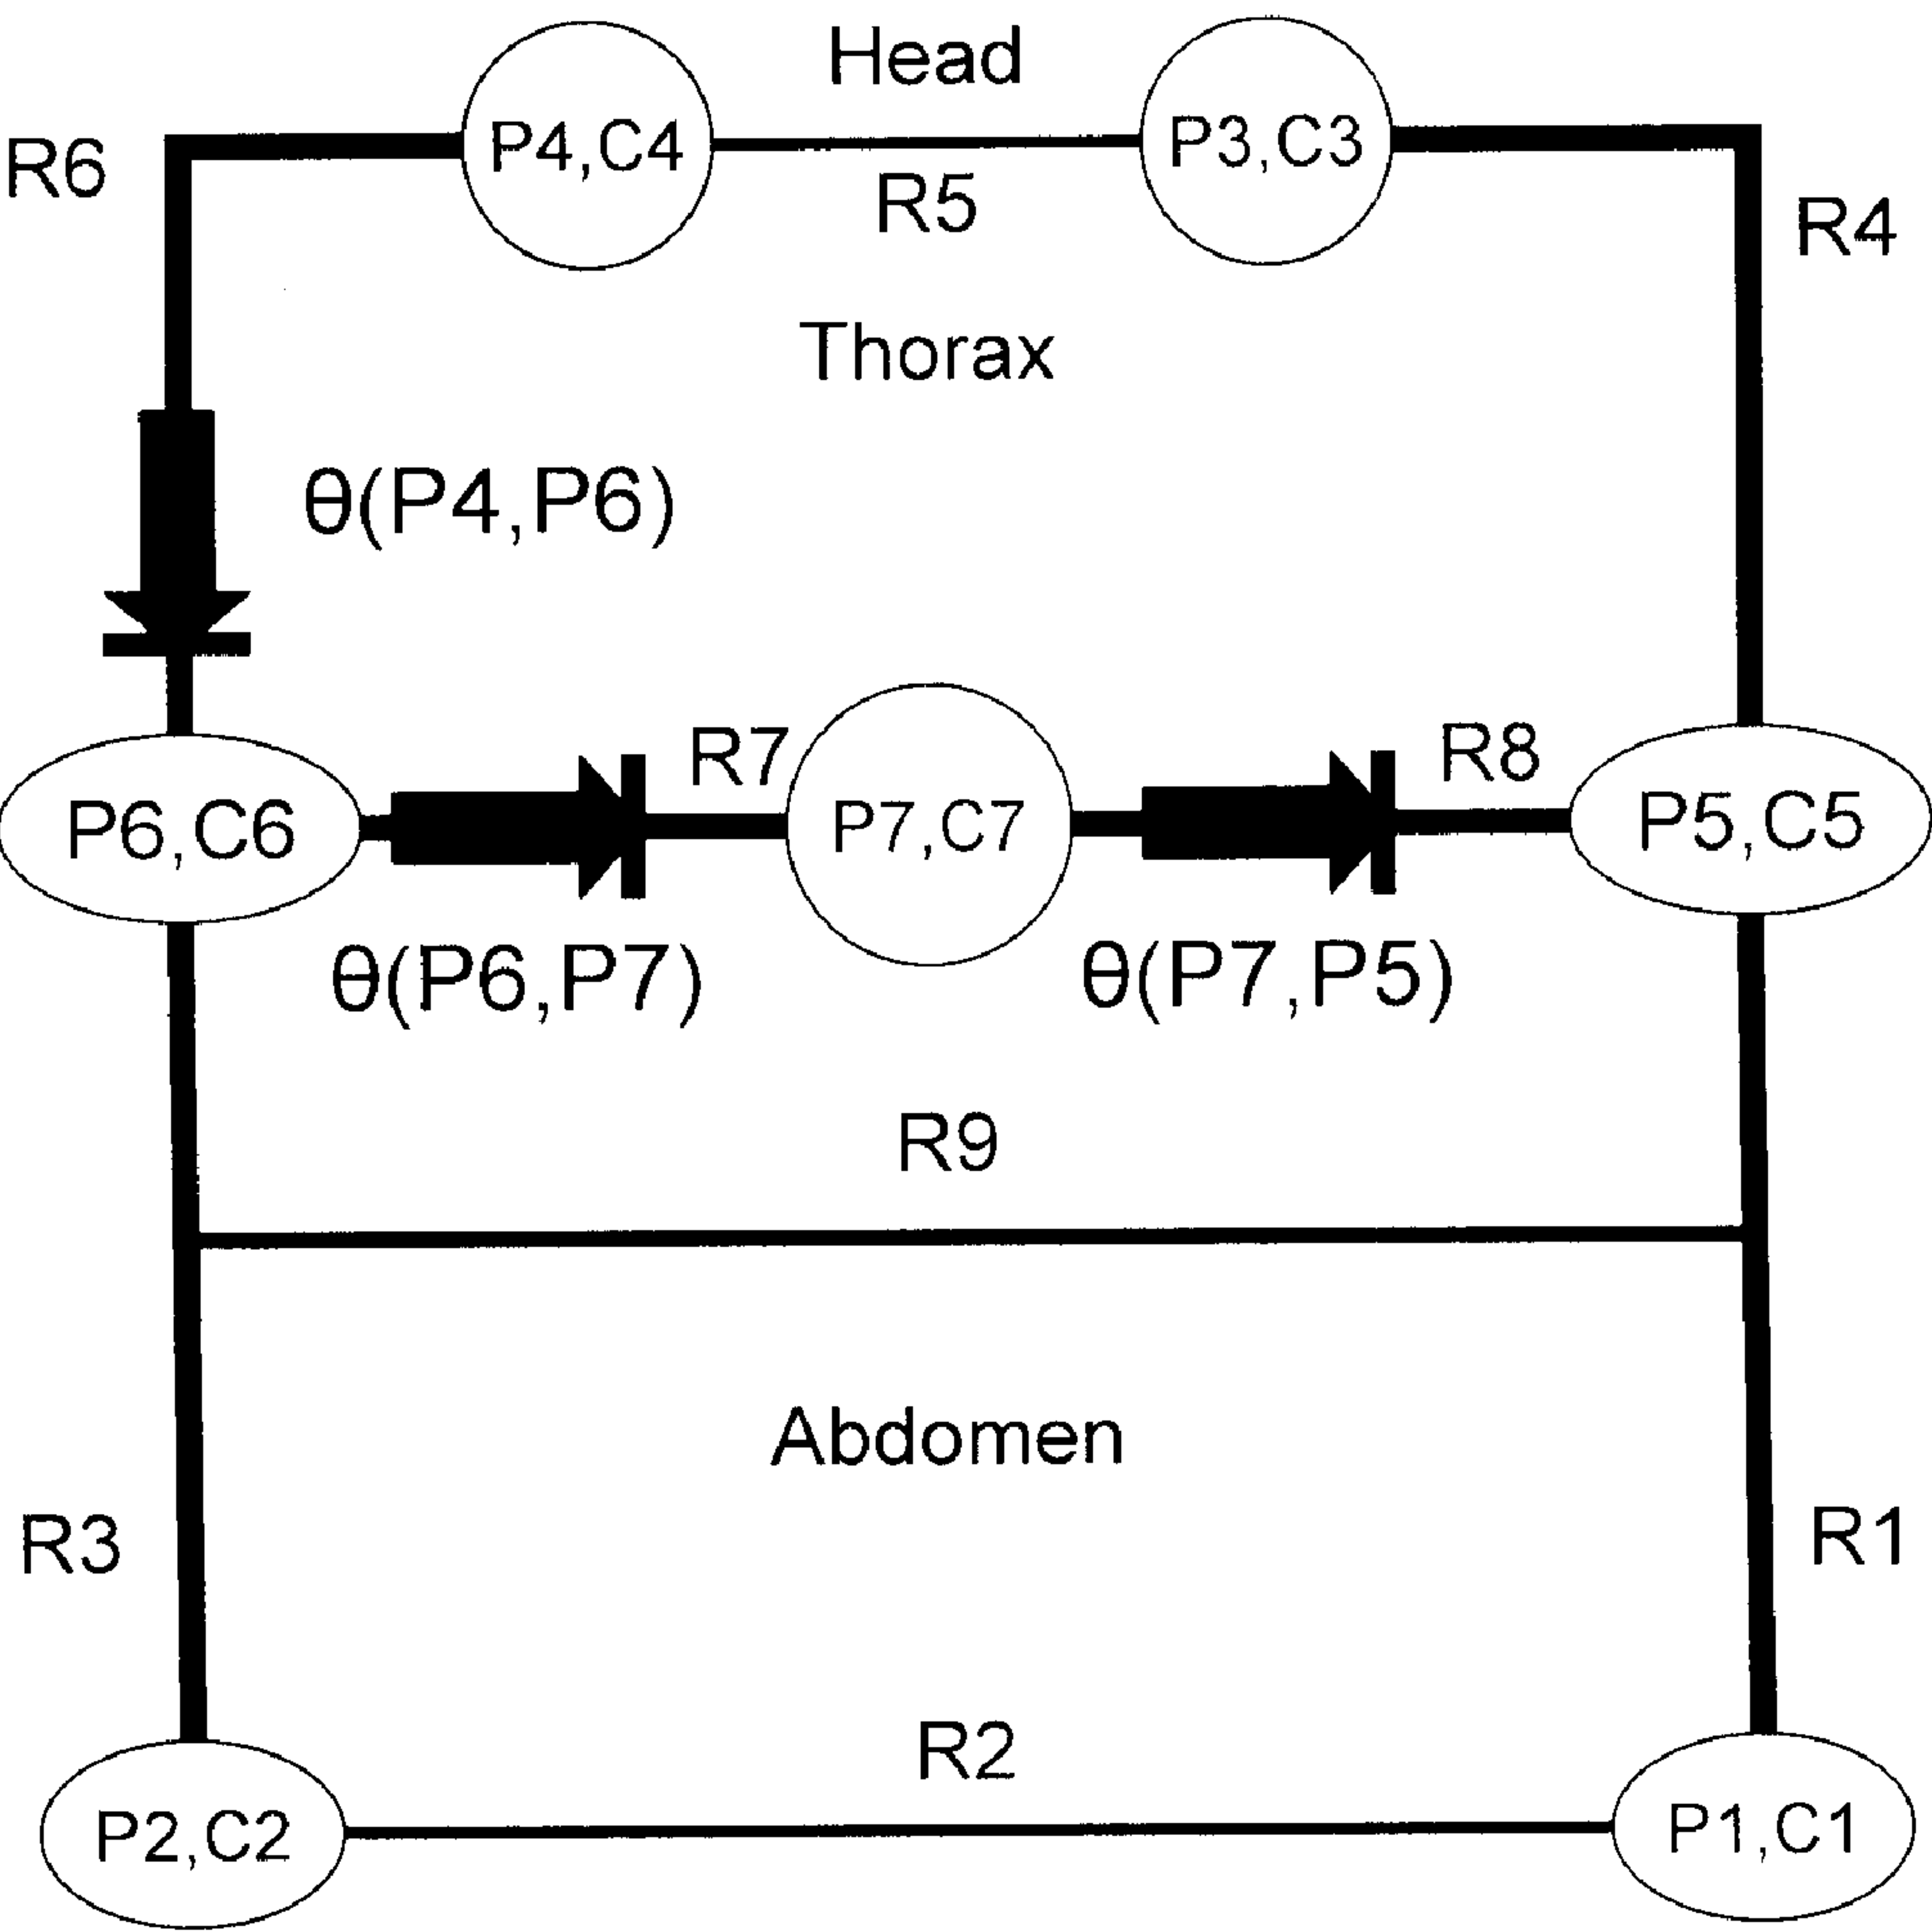 Head
P4,C4
P3,C3
R6
R5
R4
Thorax
θ(P4,P6)
R7
R8
P6,C6
P7,C7
P5,C5
θ(P6,P7)
θ(P7,P5)
R9
Abdomen
R3
R1
R2
P2,C2
P1,C1